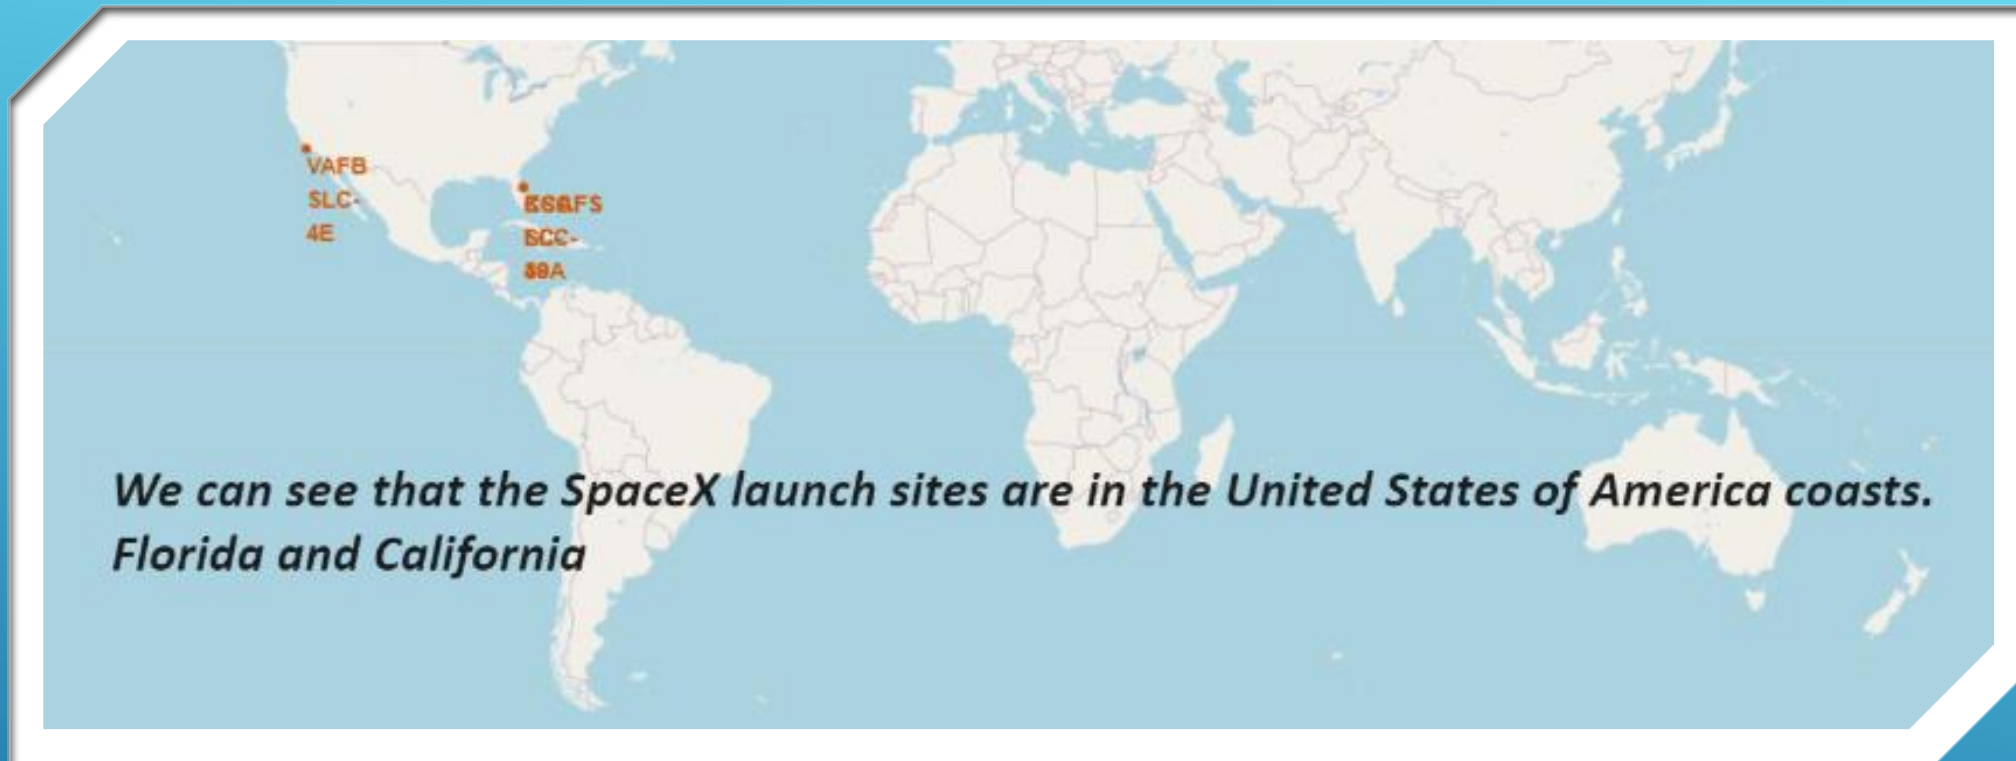 VAFB
SLC-
4E
We can see that the SpaceX launch sites are in the United States of America coasts.
Florida and California